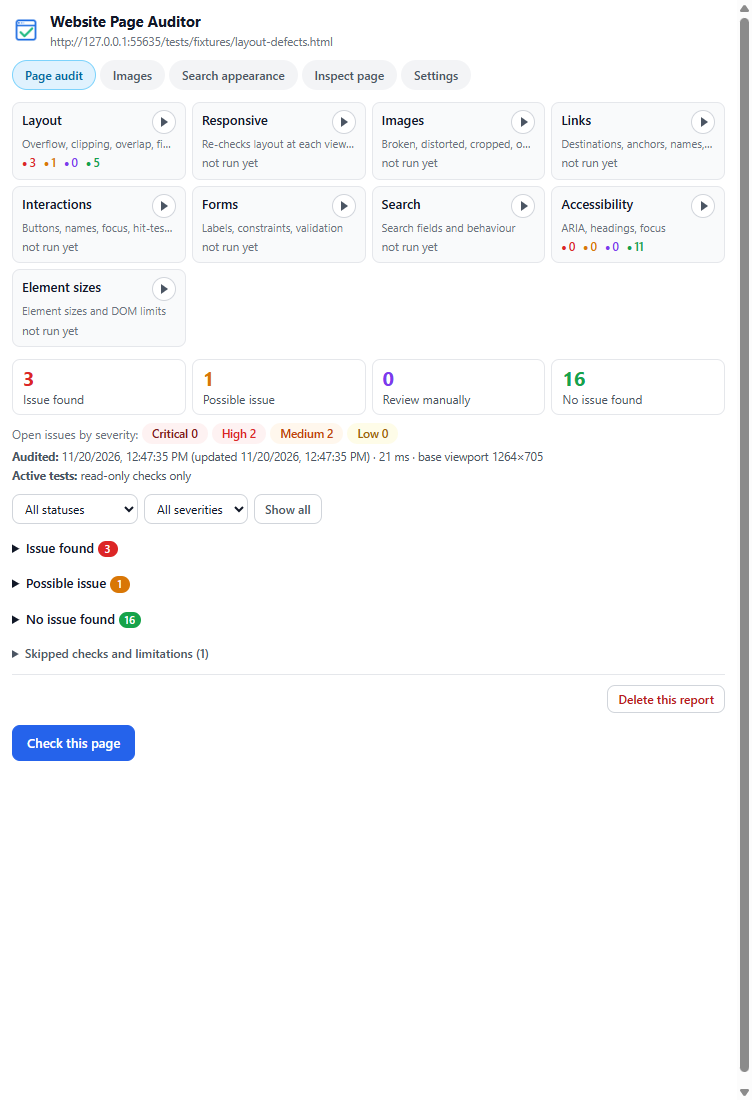 Website Page Auditor
http://127.0.0.1:55635/tests/fixtures/layout-defects.html
Page audit Images Search appearance Inspect page Settings
Layout
Overflow, clipping, overlap, fi...
3 1 0 5
Responsive
Re-checks layout at each view...
not run yet
Images
Broken, distorted, cropped, o...
not run yet
Links
Destinations, anchors, names,...
not run yet
Interactions
Buttons, names, focus, hit-tes...
not run yet
Forms
Labels, constraints, validation
not run yet
Search
Search fields and behaviour
not run yet
Accessibility
ARIA, headings, focus
0 0 0 11
Element sizes
Element sizes and DOM limits
not run yet
3
Issue found
1
Possible issue
0
Review manually
16
No issue found
Open issues by severity: Critical 0 High 2 Medium 2 Low 0
Audited: 11/20/2026, 12:47:35 PM (updated 11/20/2026, 12:47:35 PM) · 21 ms · base viewport 1264×705
Active tests: read-only checks only
All statuses All severities Show all
Issue found 3
Possible issue 1
No issue found 16
Skipped checks and limitations (1)
Delete this report
Check this page